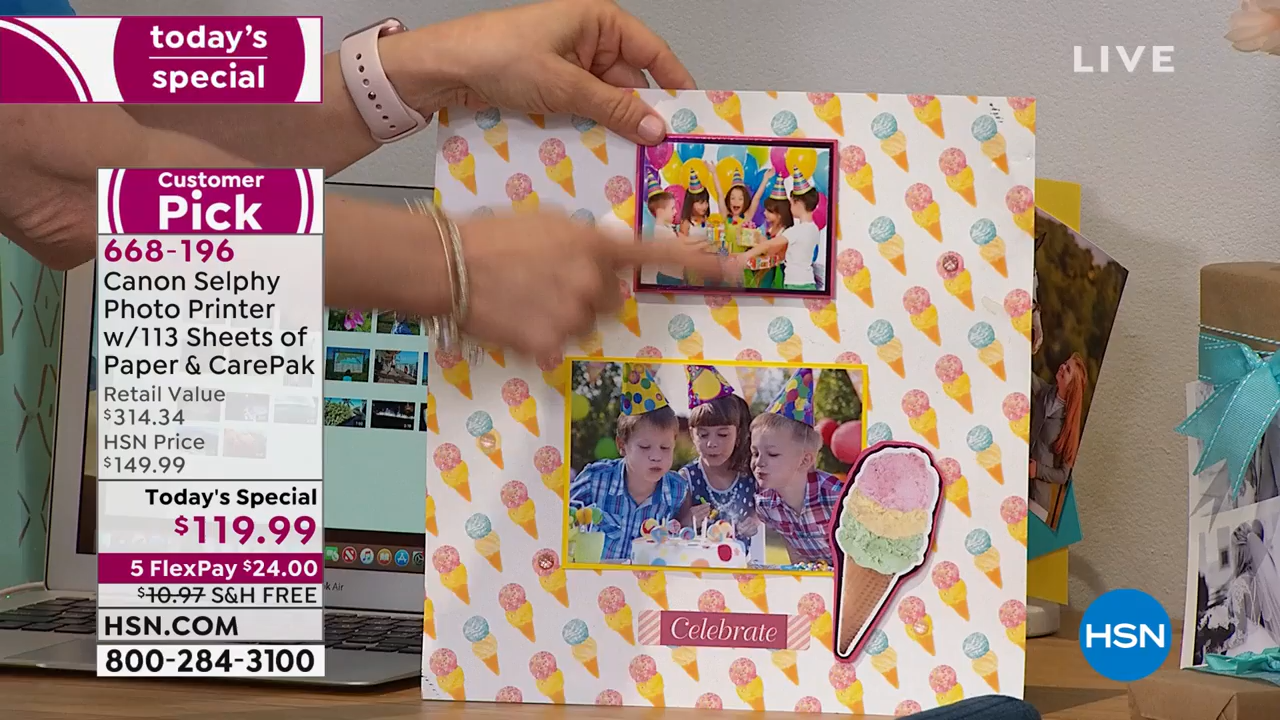 today's
special
LIVE
Customer
Pick
668-196
Canon Selphy
Photo Printer
w/113 Sheets of
Paper & CarePak
Retail Value
$314.34
HSN Price
$149.99
Today's Special
$119.99
5 FlexPay $24.00
$10.97 S&H FREE
HSN.COM
800-284-3100
Celebrate
HSN
Air